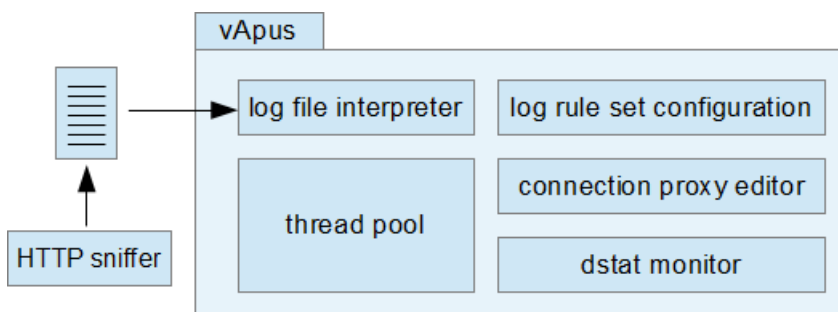 vApus
log file interpreter
log rule set configuration
thread pool
connection proxy editor
HTTP sniffer
dstat monitor